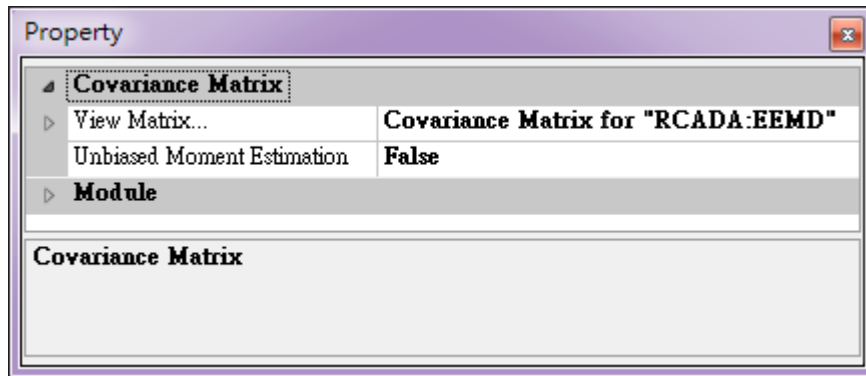 Property
Covariance Matrix
View Matrix... Covariance Matrix for "RCADA:EEMD"
Unbiased Moment Estimation False
Module
Covariance Matrix